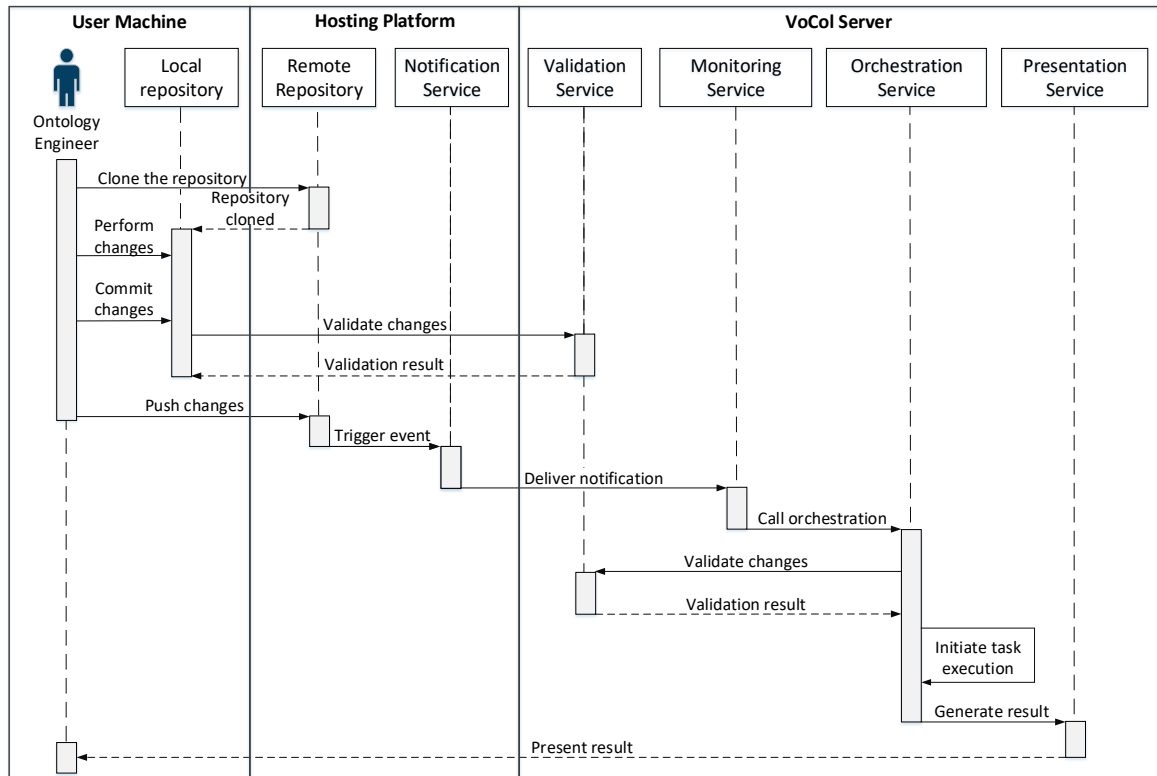 User Machine
Hosting Platform
VoCol Server
Ontology
Engineer
Local
repository
Remote
Repository
Notification
Service
Validation
Service
Monitoring
Service
Orchestration
Service
Presentation
Service
Clone the repository
Repository
cloned
Perform
changes
Commit
changes
Validate changes
Validation result
Push changes
Trigger event
Deliver notification
Call orchestration
Validate changes
Validation result
Initiate task
execution
Generate result
Present result